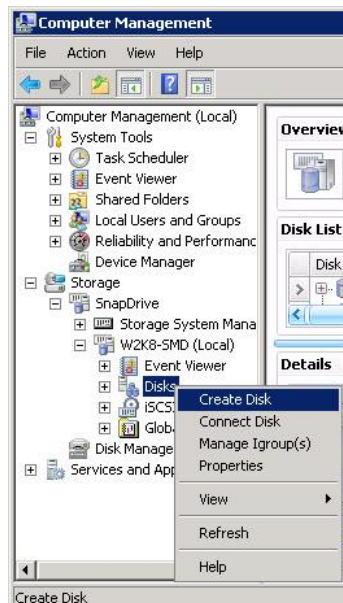 Computer Management
File Action View Help
Computer Management (Local)
System Tools
Task Scheduler
Event Viewer
Shared Folders
Local Users and Groups
Reliability and Performanc
Device Manager
Storage
SnapDrive
Storage System Mana
W2K8-SMD (Local)
Event Viewer
Disks
iSCS
Globa
Disk Manage
Services and App
Overview
Disk List
Disk
Details
Create Disk
Connect Disk
Manage Igroup(s)
Properties
View
Refresh
Help
Create Disk